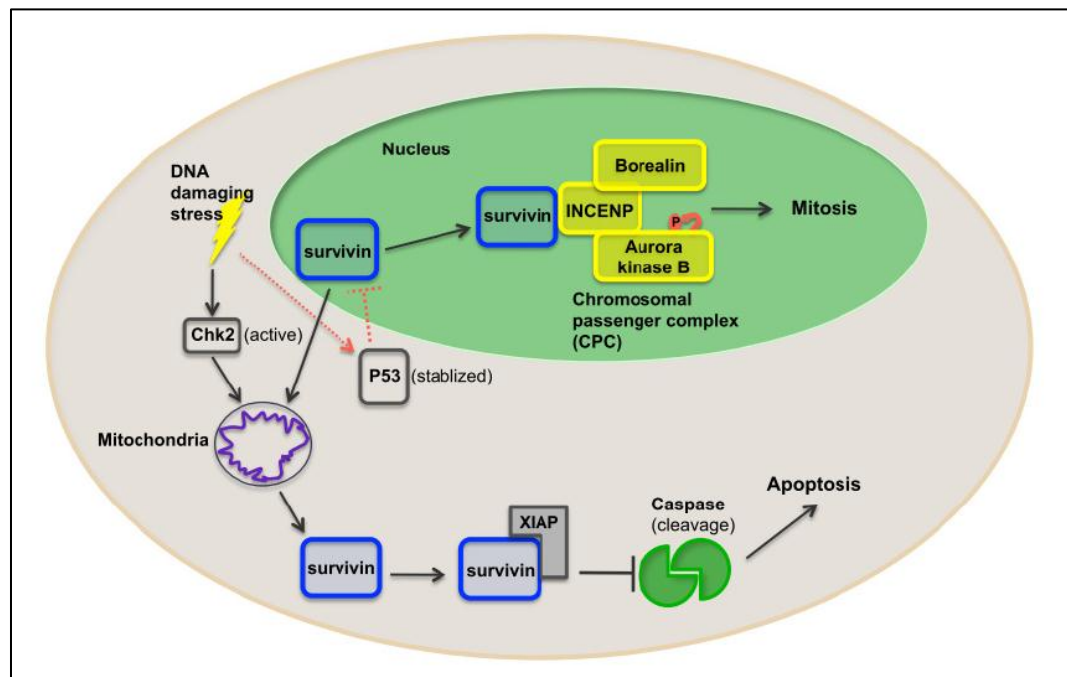 Nucleus
Borealin
DNA
damaging
stress
survivin
INCENP
P
Mitosis
survivin
Aurora
kinase B
Chromosomal
passenger complex
(CPC)
Chk2 (active)
P53 (stablized)
Mitochondria
Apoptosis
Caspase
(cleavage)
XIAP
survivin
survivin